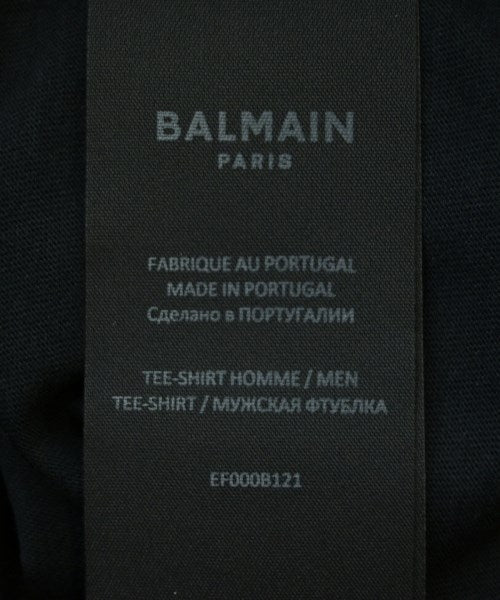 BALMAIN
PARIS
FABRIQUE AU PORTUGAL
MADE IN PORTUGAL
Сделано в ПОРТУГАЛИИ
TEE-SHIRT HOMME / MEN
TEE-SHIRT / МУЖСКАЯ ФТУБЛКА
EF000B121